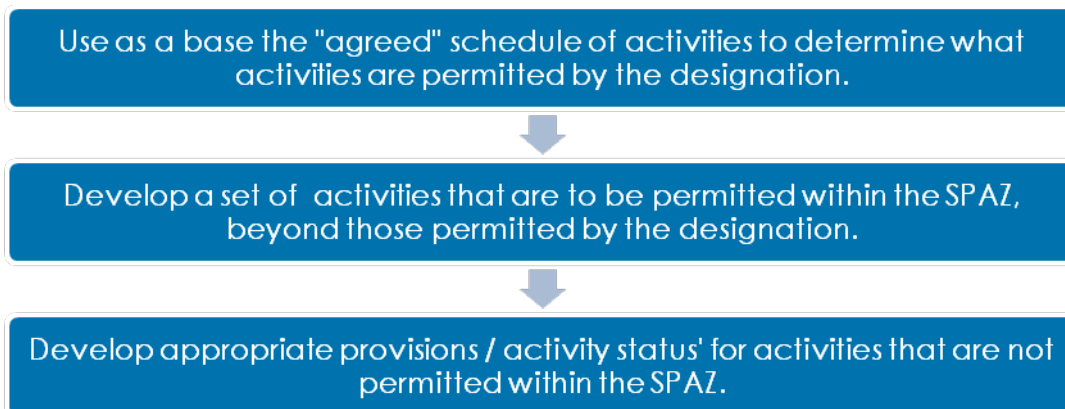 Use as a base the "agreed" schedule of activities to determine what
activities are permitted by the designation.
Develop a set of activities that are to be permitted within the SPAZ,
beyond those permitted by the designation.
Develop appropriate provisions / activity status' for activities that are not
permitted within the SPAZ.